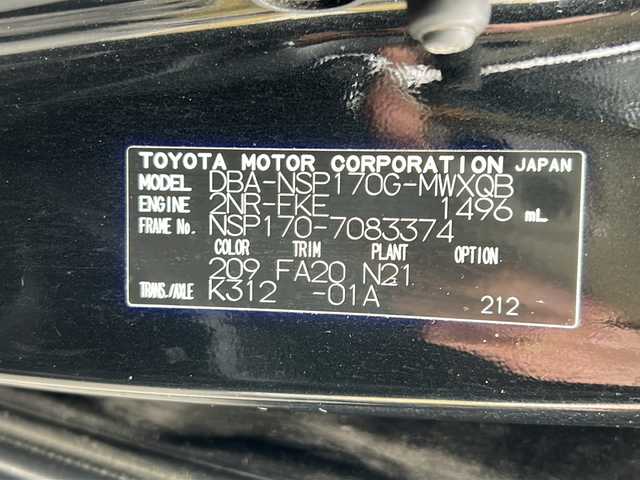 TOYOTA MOTOR CORPORATION JAPAN
MODEL DBA-NSP170G-MWXQB
ENGINE 2NR-FKE 1496 mL
FRAME No. NSP170-7083374
COLOR TRIM PLANT OPTION
209 FA20 N21
TRANS./AXLE K312 -01A 212